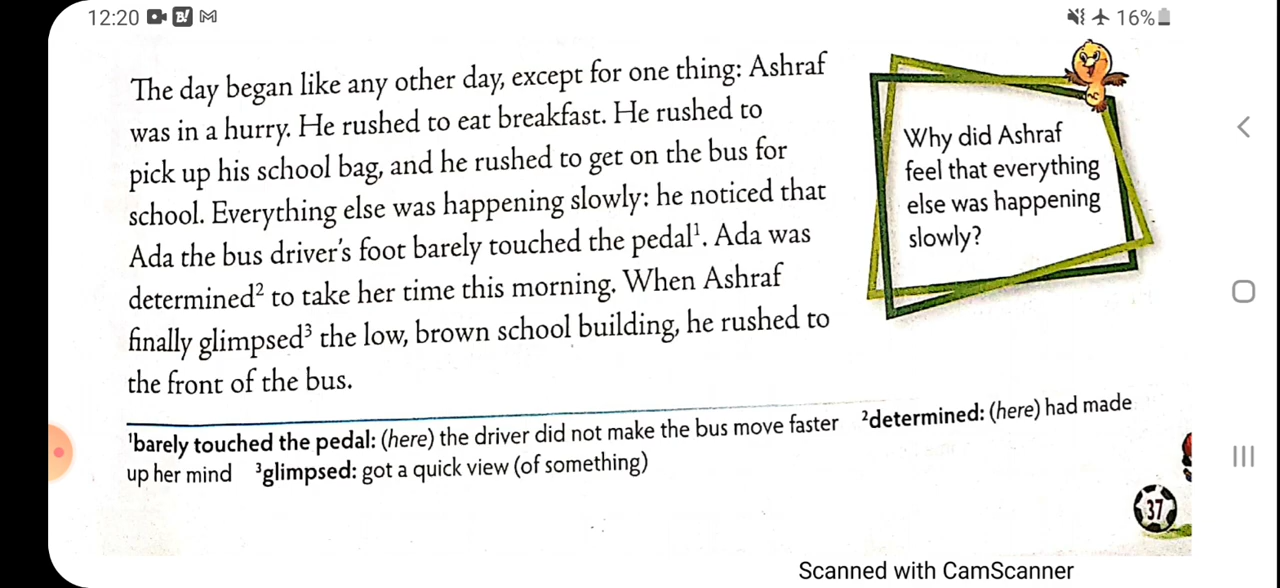 12:20
16%
The day began like any other day, except for one thing: Ashraf
was in a hurry. He rushed to eat breakfast. He rushed to
pick up his school bag, and he rushed to get on the bus for
school. Everything else was happening slowly: he noticed that
Ada the bus driver's foot barely touched the pedal¹. Ada was
determined² to take her time this morning. When Ashraf
finally glimpsed³ the low, brown school building, he rushed to
the front of the bus.
Why did Ashraf
feel that everything
else was happening
slowly?
¹barely touched the pedal: (here) the driver did not make the bus move faster ²determined: (here) had made
up her mind ³glimpsed: got a quick view (of something)
37
Scanned with CamScanner